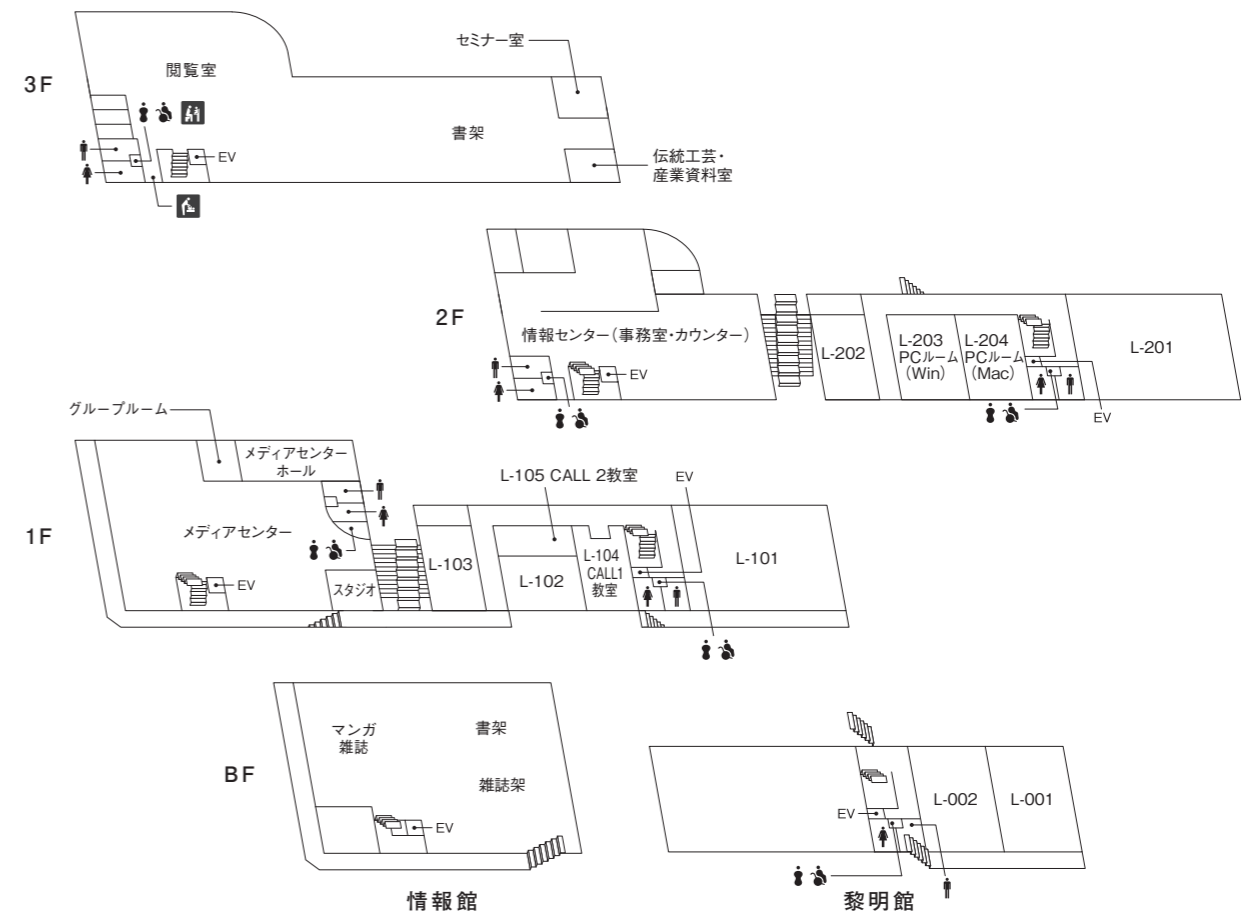 3F
閲覧室
セミナー室
書架
EV
伝統工芸・
産業資料室
2F
情報センター（事務室・カウンター）
EV
L-202
L-203
PCルーム
（Win）
L-204
PCルーム
（Mac）
L-201
EV
1F
グループルーム
メディアセンター
ホール
メディアセンター
EV
スタジオ
L-103
L-105 CALL 2教室
L-102
L-104
CALL1
教室
EV
L-101
BF
マンガ
雑誌
書架
雑誌架
EV
EV
L-002
L-001
情報館
黎明館